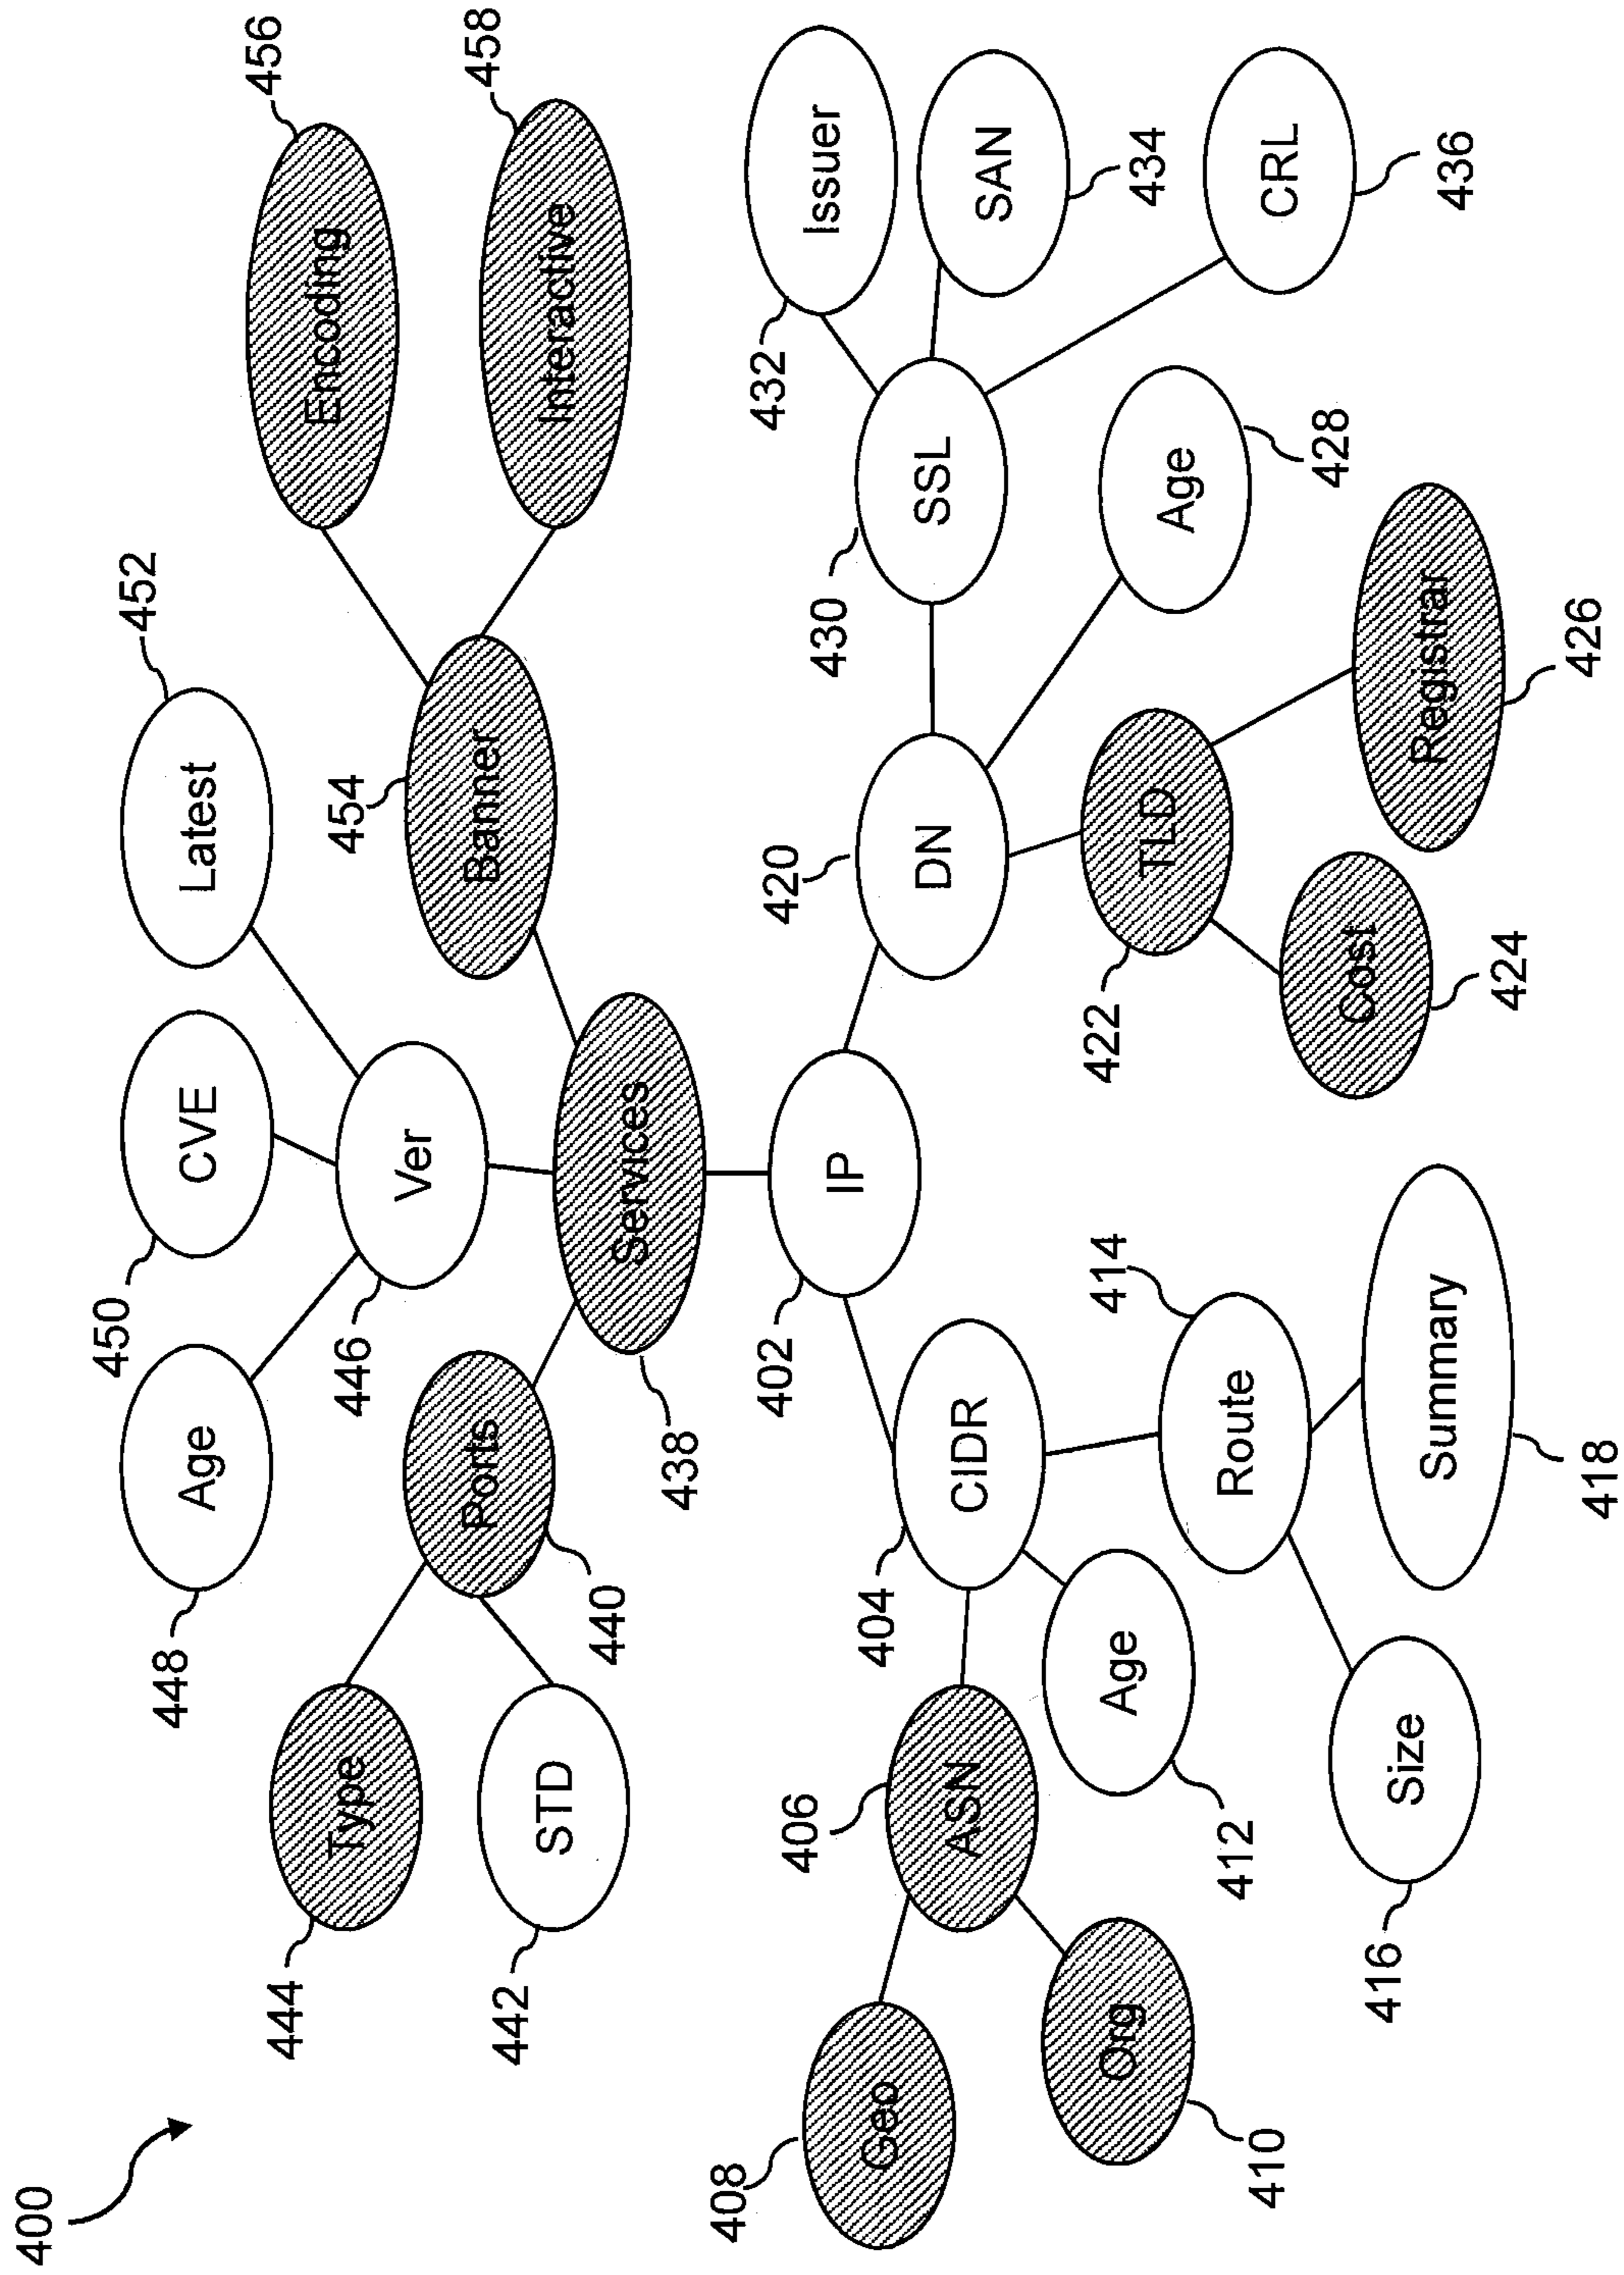 400
448
Age
450
CVE
Latest
452
444
Type
446
Ver
456
Encoding
442
STD
Ports
440
454
Banner
458
Interactive
438
Services
408
Geo
406
ASN
404
CIDR
402
IP
420
DN
430
SSL
432
Issuer
SAN
434
410
Org
412
Age
414
Route
422
TLD
Age
428
CRL
436
416
Size
Summary
418
Cost
424
Registrar
426